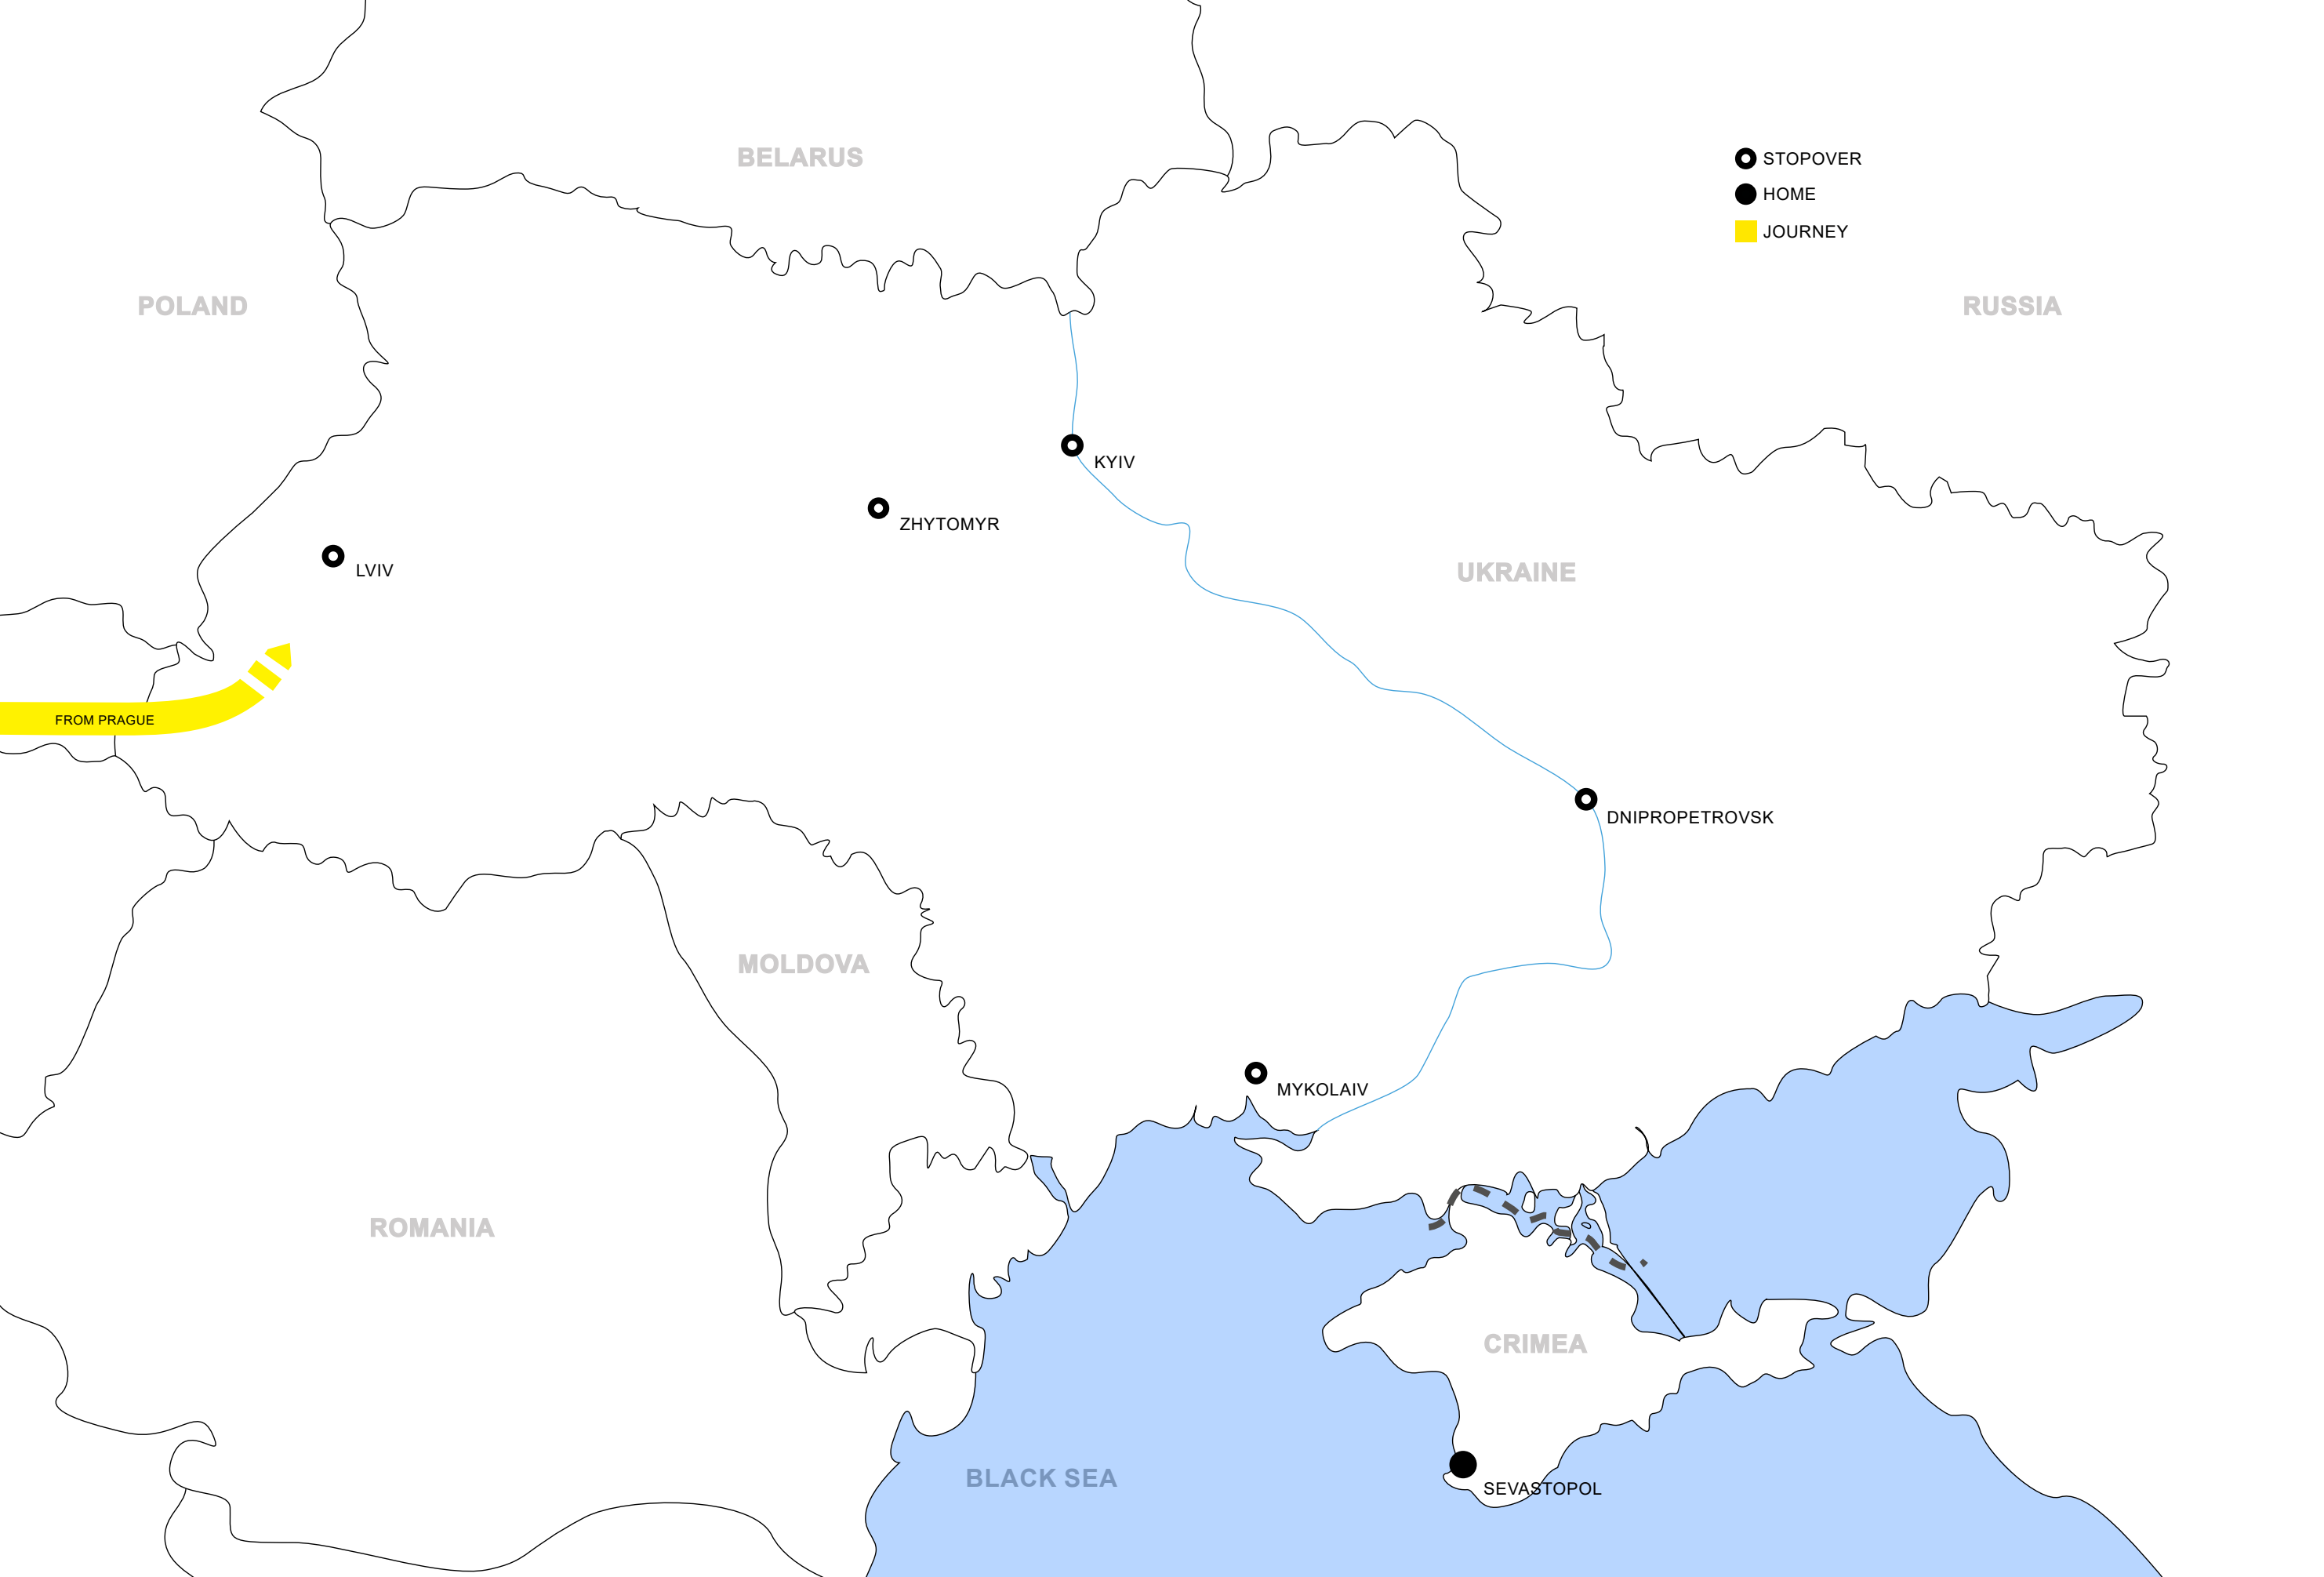 BELARUS
STOPOVER
HOME
JOURNEY
POLAND
RUSSIA
KYIV
ZHYTOMYR
LVIV
UKRAINE
FROM PRAGUE
DNIPROPETROVSK
MOLDOVA
MYKOLAIV
ROMANIA
CRIMEA
BLACK SEA
SEVASTOPOL